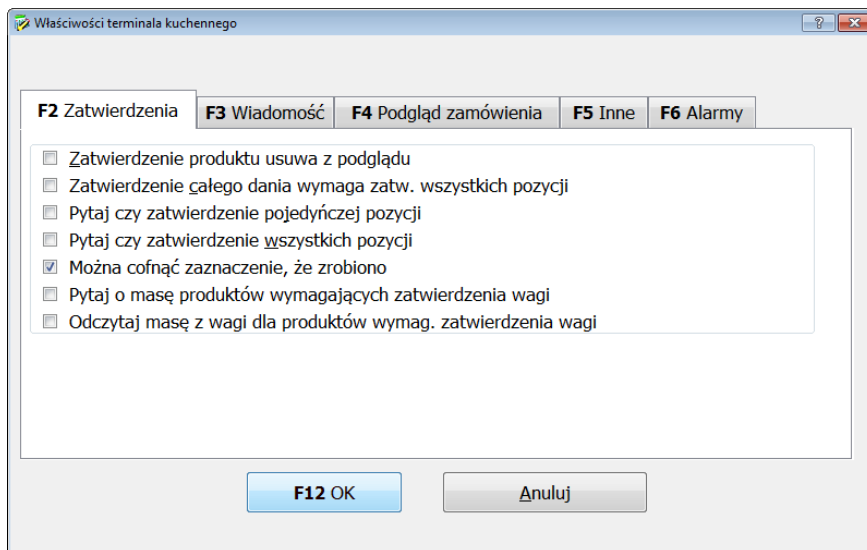 Właściwości terminala kuchennego
F2 Zatwierdzenia F3 Wiadomość F4 Podgląd zamówienia F5 Inne F6 Alarmy
Zatwierdzenie produktu usuwa z podglądu
Zatwierdzenie całego dania wymaga zatw. wszystkich pozycji
Pytaj czy zatwierdzenie pojedyńczej pozycji
Pytaj czy zatwierdzenie wszystkich pozycji
Można cofnąć zaznaczenie, że zrobiono
Pytaj o masę produktów wymagających zatwierdzenia wagi
Odczytaj masę z wagi dla produktów wymag. zatwierdzenia wagi
F12 OK Anuluj